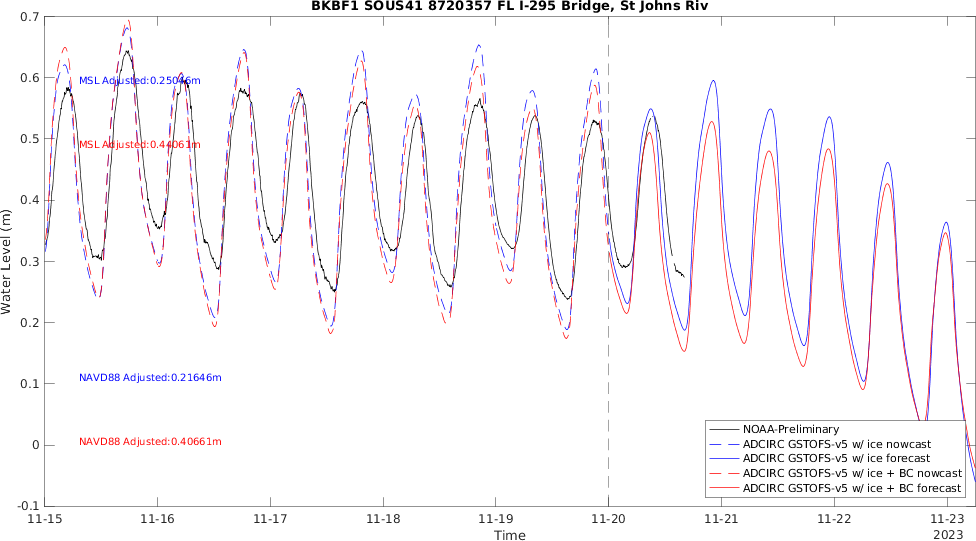 BKBF1 SOUS41 8720357 FL I-295 Bridge, St Johns Riv
0.7
0.6
0.5
0.4
0.3
0.2
0.1
0
-0.1
Water Level (m)
MSL Adjusted:0.25046m
MSL Adjusted:0.44061m
NAVD88 Adjusted:0.21646m
NAVD88 Adjusted:0.40661m
NOAA-Preliminary
ADCIRC GSTOFS-v5 w/ ice nowcast
ADCIRC GSTOFS-v5 w/ ice forecast
ADCIRC GSTOFS-v5 w/ ice + BC nowcast
ADCIRC GSTOFS-v5 w/ ice + BC forecast
11-15 11-16 11-17 11-18 11-19 11-20 11-21 11-22 11-23
2023
Time